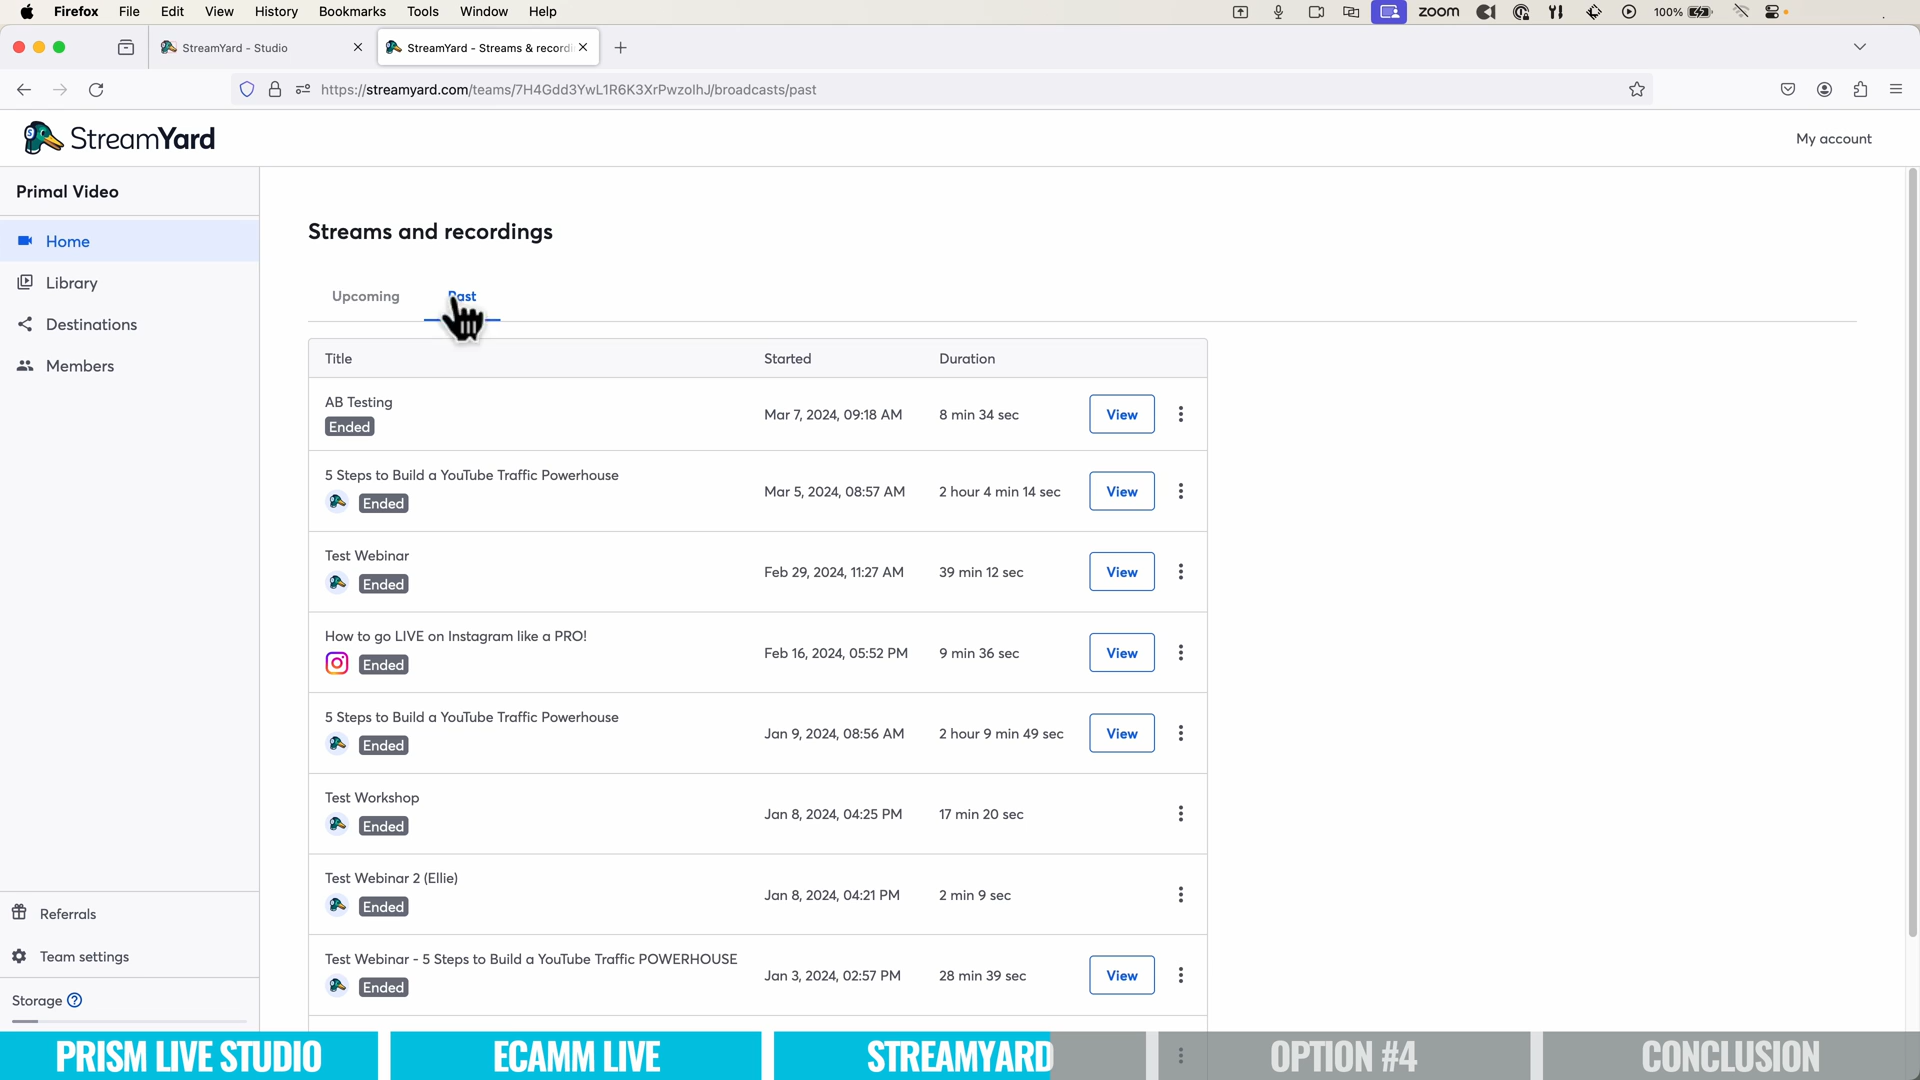 Firefox File Edit View History Bookmarks Tools Window Help zoom 100%
StreamYard - Studio
StreamYard - Streams & recordi
https://streamyard.com/teams/7H4Gdd3YwL1R6K3XrPwzolhJ/broadcasts/past
StreamYard
My account
Primal Video
Home
Library
Destinations
Members
Referrals
Team settings
Storage
Streams and recordings
Upcoming Past
Title Started Duration
AB Testing
Ended
Mar 7, 2024, 09:18 AM 8 min 34 sec View
5 Steps to Build a YouTube Traffic Powerhouse
Ended
Mar 5, 2024, 08:57 AM 2 hour 4 min 14 sec View
Test Webinar
Ended
Feb 29, 2024, 11:27 AM 39 min 12 sec View
How to go LIVE on Instagram like a PRO!
Ended
Feb 16, 2024, 05:52 PM 9 min 36 sec View
5 Steps to Build a YouTube Traffic Powerhouse
Ended
Jan 9, 2024, 08:56 AM 2 hour 9 min 49 sec View
Test Workshop
Ended
Jan 8, 2024, 04:25 PM 17 min 20 sec
Test Webinar 2 (Ellie)
Ended
Jan 8, 2024, 04:21 PM 2 min 9 sec
Test Webinar - 5 Steps to Build a YouTube Traffic POWERHOUSE
Ended
Jan 3, 2024, 02:57 PM 28 min 39 sec View
PRISM LIVE STUDIO ECAMM LIVE STREAMYARD OPTION #4 CONCLUSION